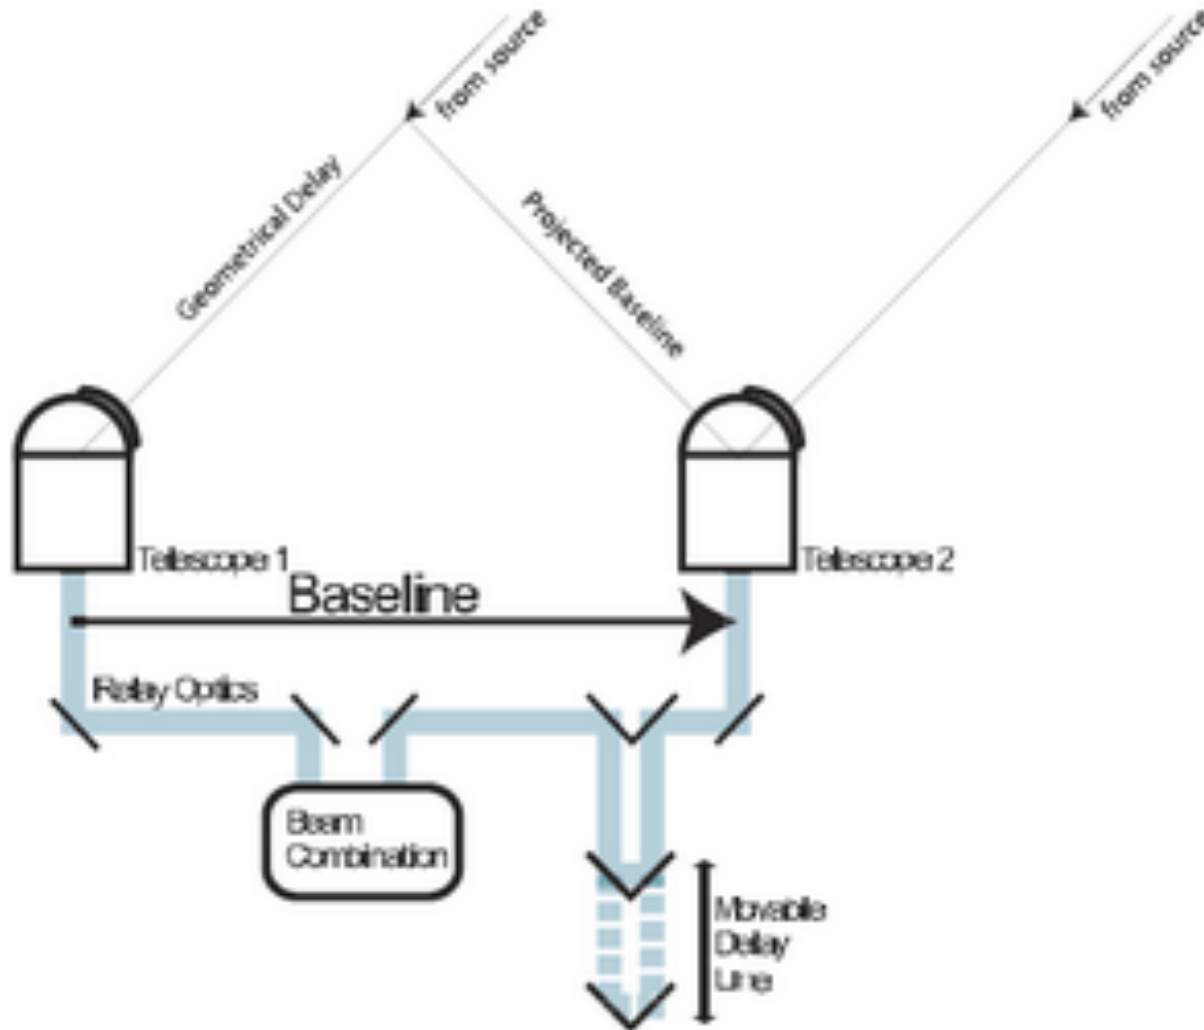 from source
from source
Geometrical Delay
Projected Baseline
Telescope 1
Telescope 2
Baseline
Relay Optics
Beam
Combination
Movable
Delay
Line